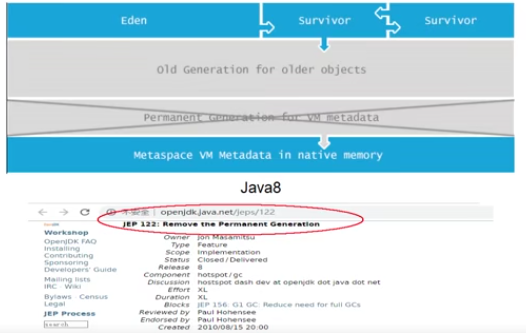 Eden
Survivor
Survivor
Old Generation for older objects
Permanent Generation for VM metadata
Metaspace VM Metadata in native memory
Java8
不安全 | openjdk.java.net/jeps/122
JEP 122: Remove the Permanent Generation
Workshop
OpenJDK FAQ
Installing
Contributing
Sponsoring
Developers' Guide
Mailing lists
IRC · Wiki
Bylaws · Census
Legal
JEP Process
search
Owner Jon Masamitsu
Type Feature
Scope Implementation
Status Closed / Delivered
Release 8
Component hotspot / gc
Discussion hostspot dash dev at openjdk dot java dot net
Effort XL
Duration XL
Blocks JEP 156: G1 GC: Reduce need for full GCs
Reviewed by Paul Hohensee
Endorsed by Paul Hohensee
Created 2010/08/15 20:00